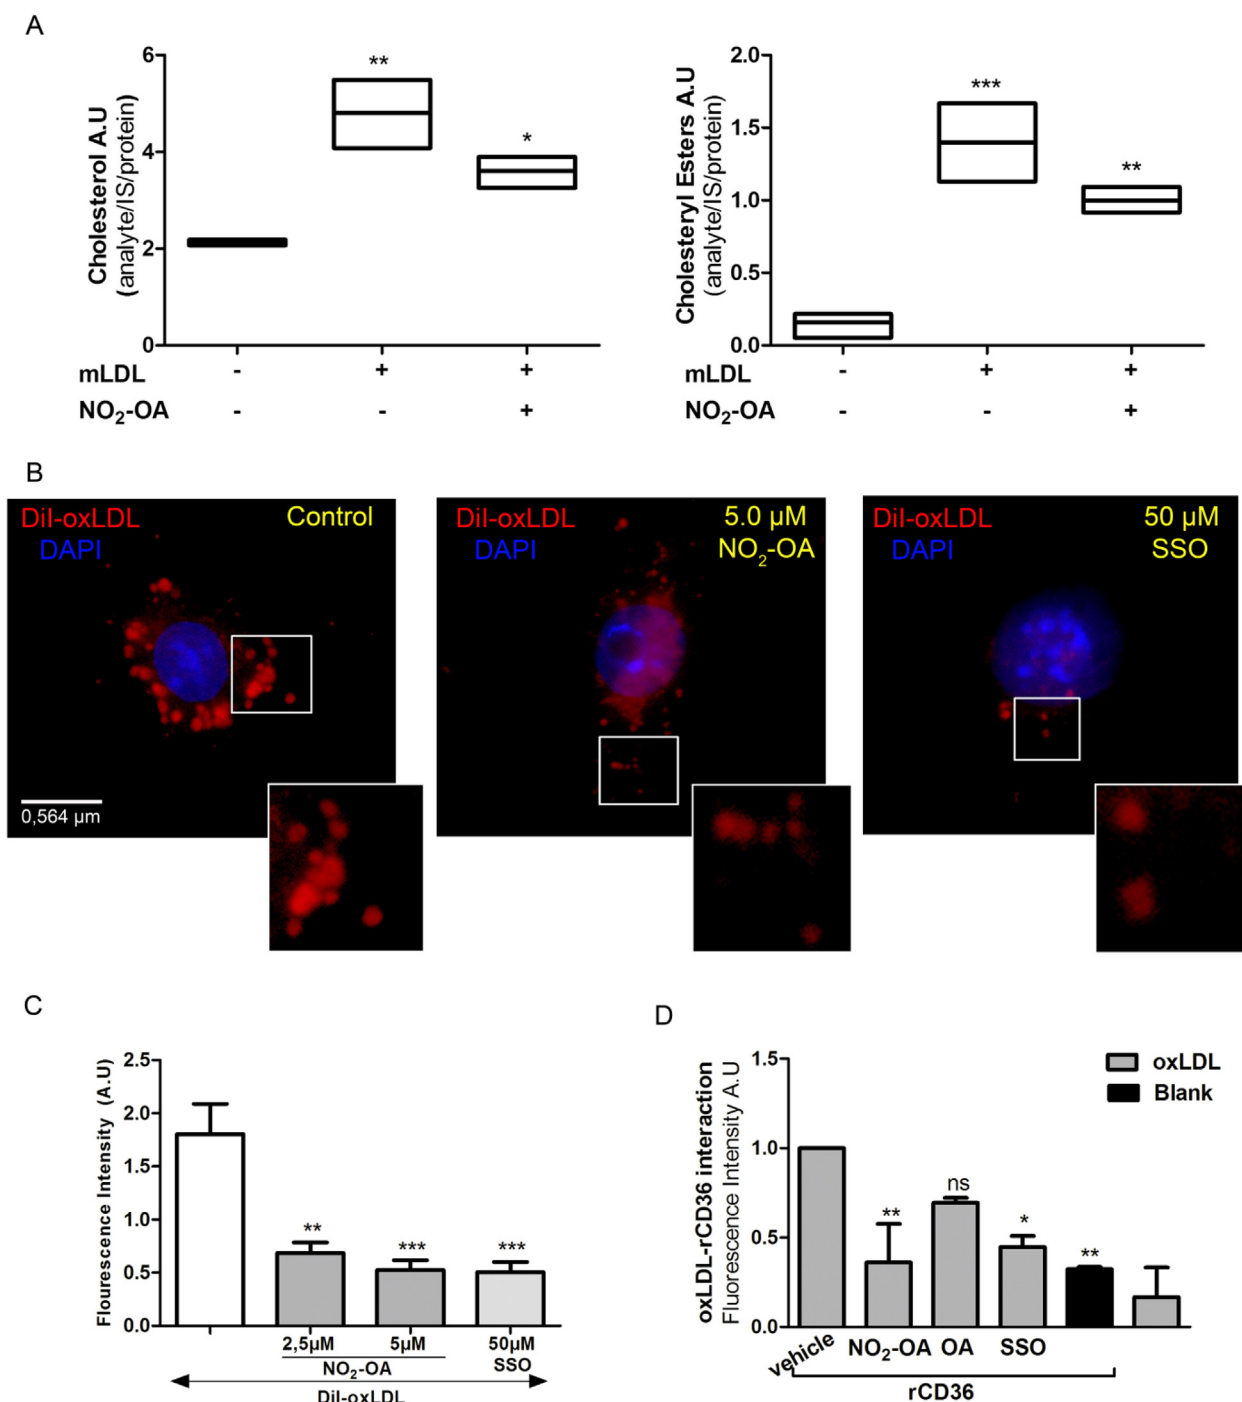 A
Cholesterol A.U
(analyte/IS/protein)
6
4
2
0
**
*
mLDL - + +
NO₂-OA - - +
Cholesteryl Esters A.U
(analyte/IS/protein)
2.0
1.5
1.0
0.5
0.0
***
**
mLDL - + +
NO₂-OA - - +
B
DiI-oxLDL Control
DAPI
0,564 µm
DiI-oxLDL 5.0 µM
DAPI NO₂-OA
DiI-oxLDL 50 µM
DAPI SSO
C
Flourescence Intensity (A.U)
2.5
2.0
1.5
1.0
0.5
0.0
** *** ***
2,5µM 5µM 50µM
NO₂-OA SSO
DiI-oxLDL
D
oxLDL-rCD36 interaction
Fluorescence Intensity A.U
1.5
1.0
0.5
0.0
oxLDL
Blank
** ns * **
vehicle NO₂-OA OA SSO
rCD36